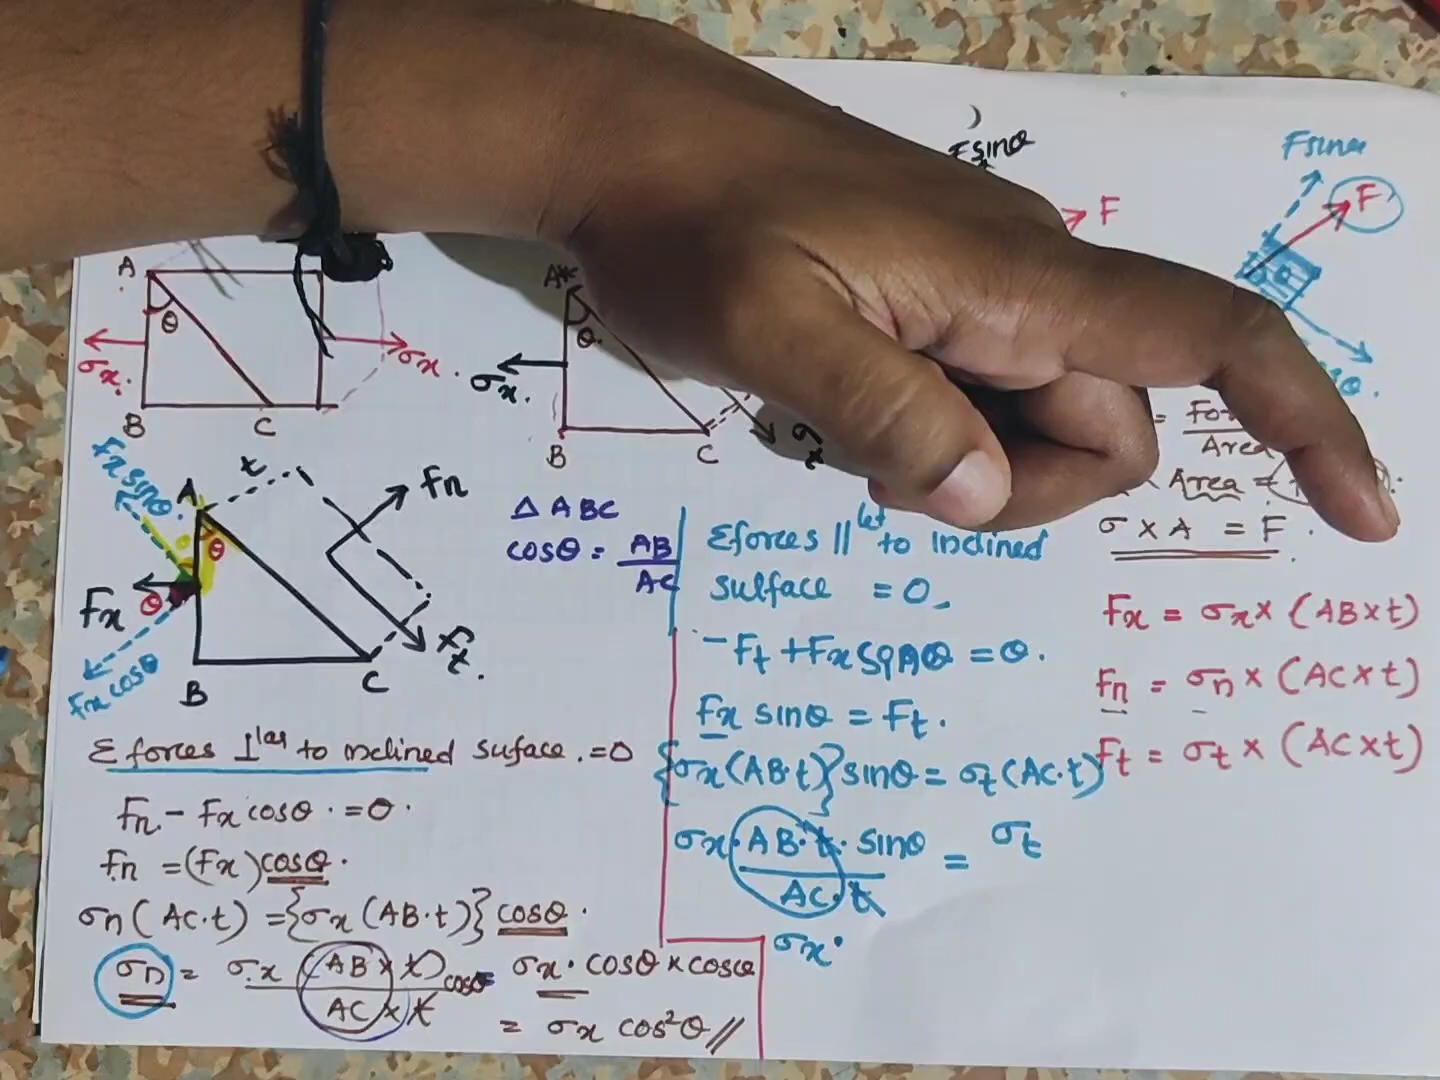 Fsinθ
F
Fsinθ
F
A
θ
σx.
σx.
B
C
A
θ.
σx.
B
C
Area
Area =
σ × A = F.
t
Fx sinθ.
A
θ
Fn
Fx
θ
Ft.
Fx cosθ
B
C
Δ ABC
cosθ = AB
AC
Σforces || to inclined
surface = 0.
-Ft + Fx sinθ = 0.
Fx sinθ = Ft.
{σx (AB.t)} sinθ = σt (AC.t)
σx . AB.t . sinθ = σt
AC.t
σx.
Fx = σx × (AB×t)
Fn = σn × (AC×t)
Ft = σt × (AC×t)
Σforces ⊥lar to inclined suface. = 0
Fn - Fx cosθ. = 0.
Fn = (Fx) cosθ.
σn (AC.t) = {σx (AB.t)} cosθ.
σn = σx (AB × t) cosθ = σx . cosθ × cosθ
AC × t
= σx cos²θ //